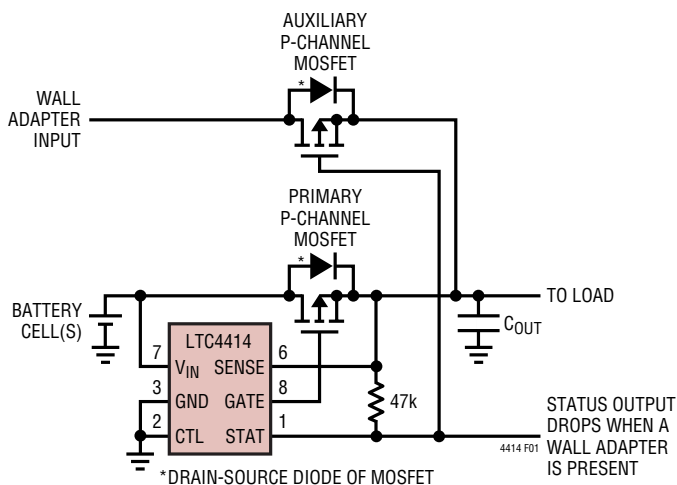 AUXILIARY
P-CHANNEL
MOSFET
*
WALL
ADAPTER
INPUT
PRIMARY
P-CHANNEL
MOSFET
*
BATTERY
CELL(S)
TO LOAD
COUT
LTC4414
7 VIN SENSE 6
3 GND GATE 8
2 CTL STAT 1
47k
STATUS OUTPUT
DROPS WHEN A
WALL ADAPTER
IS PRESENT
4414 F01
*DRAIN-SOURCE DIODE OF MOSFET